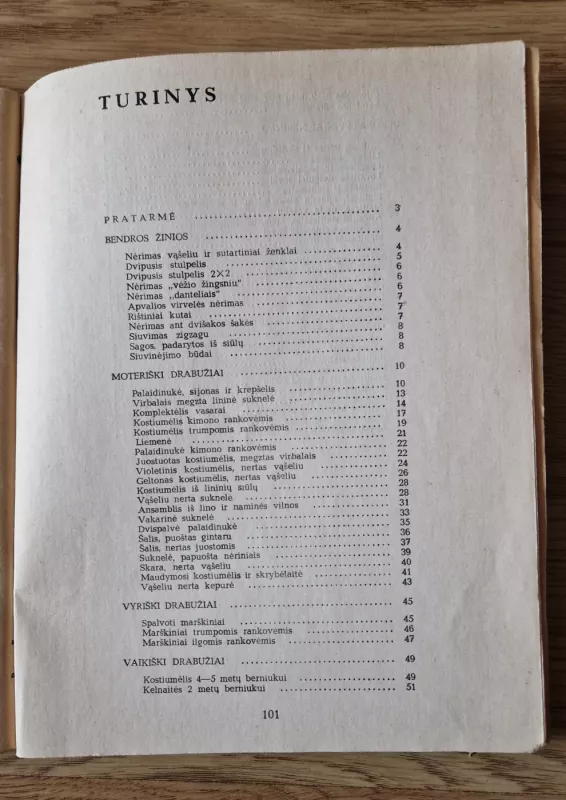 TURINYS
PRATARMĖ 3
BENDROS ŽINIOS 4
Nėrimas vąšeliu ir sutartiniai ženklai 4
Dvipusis stulpelis 5
Dvipusis stulpelis 2×2 6
Nėrimas „vėžio žingsniu" 6
Nėrimas „danteliais" 6
Apvalios virvelės nėrimas 7
Rištiniai kutai 7
Nėrimas ant dvišakos šakės 7
Siuvimas zigzagu 8
Sagos, padarytos iš siūlų 8
Siuvinėjimo būdai 8
MOTERIŠKI DRABUŽIAI 10
Palaidinukė, sijonas ir krepšelis 10
Virbalais megzta lininė suknelė 13
Komplektėlis vasarai 14
Kostiumėlis kimono rankovėmis 17
Kostiumėlis trumpomis rankovėmis 19
Liemenė 21
Palaidinukė kimono rankovėmis 22
Juostuotas kostiumėlis, megztas virbalais 22
Violetinis kostiumėlis, nertas vąšeliu 24
Geltonas kostiumėlis, nertas vąšeliu 26
Kostiumėlis iš lininių siūlų 28
Vąšeliu nerta suknelė 28
Ansamblis iš lino ir naminės vilnos 31
Vakarinė suknelė 33
Dvispalvė palaidinukė 35
Šalis, puoštas gintaru 36
Šalis, nertas juostomis 37
Suknelė, papuošta nėriniais 39
Skara, nerta vąšeliu 40
Maudymosi kostiumėlis ir skrybėlaitė 41
Vąšeliu nerta kepurė 43
VYRIŠKI DRABUŽIAI 45
Spalvoti marškiniai 45
Marškiniai trumpomis rankovėmis 46
Marškiniai ilgomis rankovėmis 47
VAIKIŠKI DRABUŽIAI 49
Kostiumėlis 4—5 metų berniukui 49
Kelnaitės 2 metų berniukui 51
101